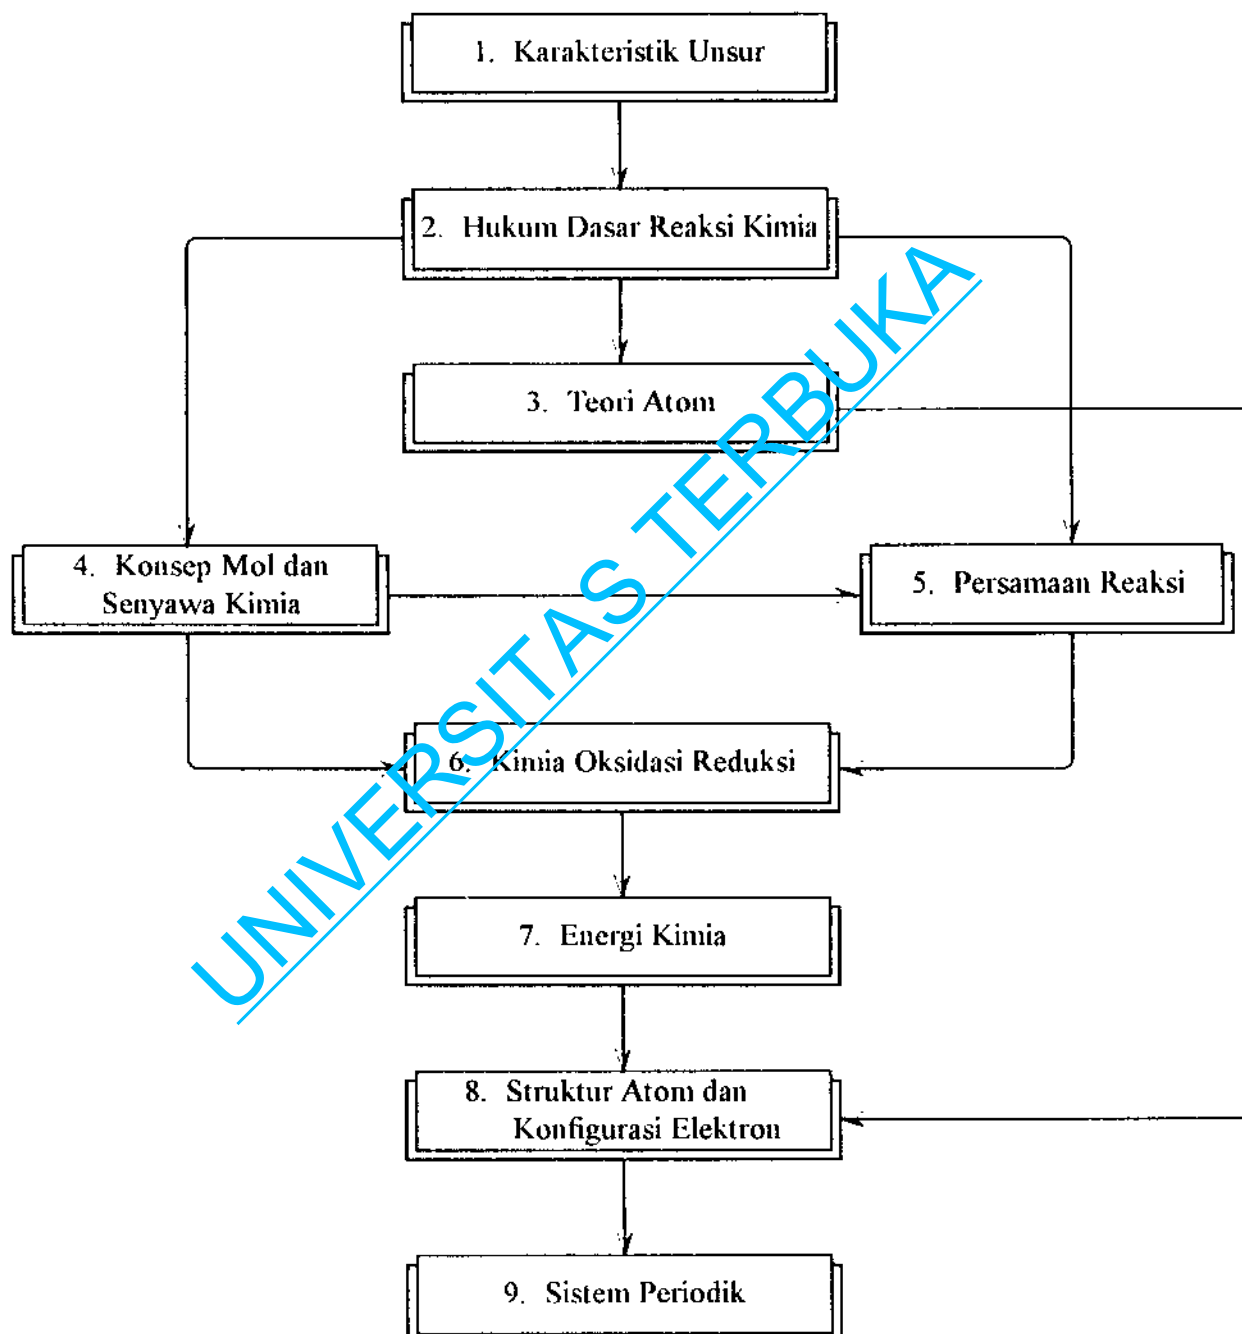 1. Karakteristik Unsur
2. Hukum Dasar Reaksi Kimia
3. Teori Atom
4. Konsep Mol dan
Senyawa Kimia
5. Persamaan Reaksi
6. Kimia Oksidasi Reduksi
7. Energi Kimia
8. Struktur Atom dan
Konfigurasi Elektron
9. Sistem Periodik
UNIVERSITAS TERBUKA